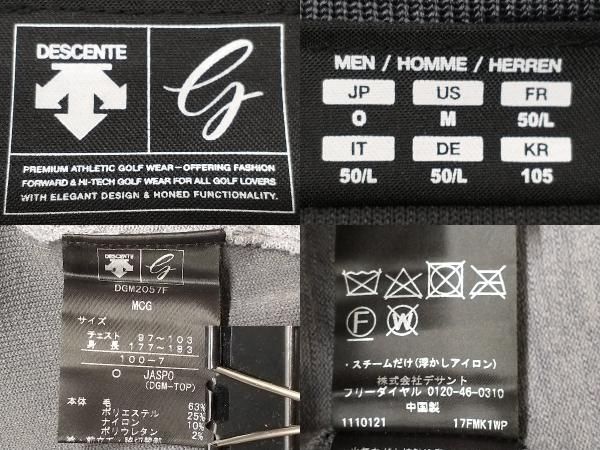 DESCENTE
PREMIUM ATHLETIC GOLF WEAR—OFFERING FASHION
FORWARD & HI-TECH GOLF WEAR FOR ALL GOLF LOVERS
WITH ELEGANT DESIGN & HONED FUNCTIONALITY.
MEN / HOMME / HERREN
JP US FR
O M 50/L
IT DE KR
50/L 50/L 105
DESCENTE
DGM2057F
MCG
サイズ
チェスト 97~103
身長 177~183
100-7
O JASPO
(DGM-TOP)
本体 毛 63%
ポリエステル 25%
ナイロン 10%
ポリウレタン 2%
F W
・スチームだけ(浮かしアイロン)
株式会社デサント
フリーダイヤル 0120-46-0310
中国製
1110121 17FMK1WP